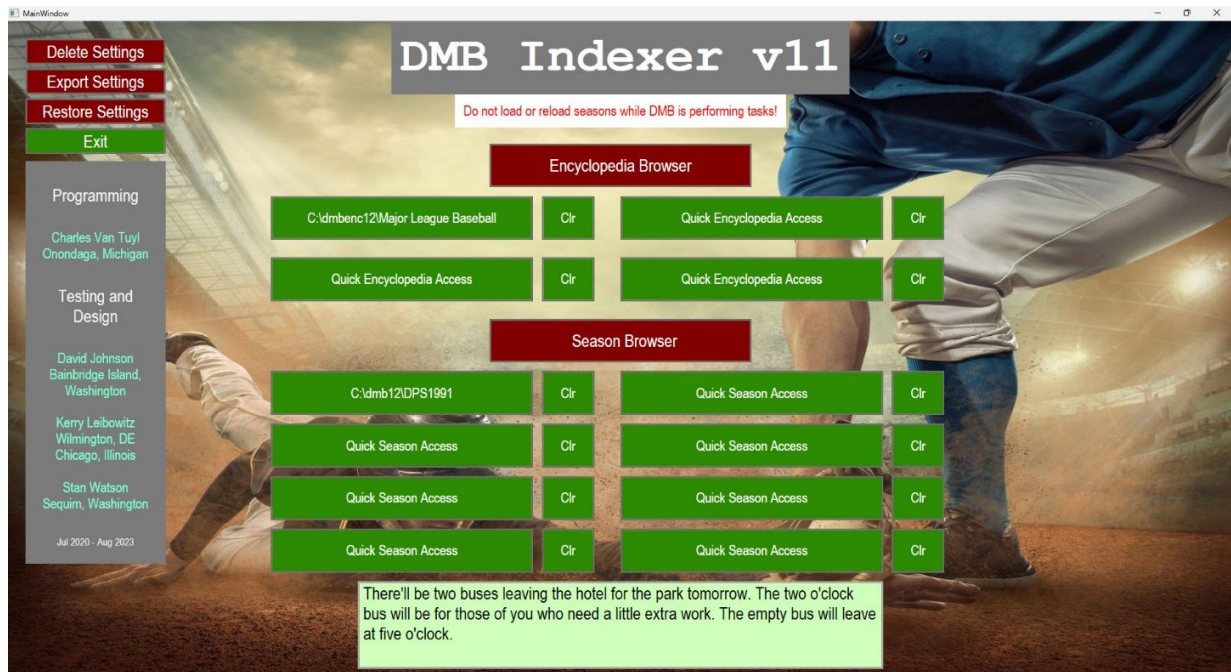 MainWindow
DMB Indexer v11
Do not load or reload seasons while DMB is performing tasks!
Delete Settings
Export Settings
Restore Settings
Exit
Programming
Charles Van Tuyl
Onondaga, Michigan
Testing and
Design
David Johnson
Bainbridge Island,
Washington
Kerry Leibowitz
Wilmington, DE
Chicago, Illinois
Stan Watson
Sequim, Washington
Jul 2020 - Aug 2023
Encyclopedia Browser
C:\dmbenc12\Major League Baseball Clr Quick Encyclopedia Access Clr
Quick Encyclopedia Access Clr Quick Encyclopedia Access Clr
Season Browser
C:\dmb12\DPS1991 Clr Quick Season Access Clr
Quick Season Access Clr Quick Season Access Clr
Quick Season Access Clr Quick Season Access Clr
Quick Season Access Clr Quick Season Access Clr
There'll be two buses leaving the hotel for the park tomorrow. The two o'clock
bus will be for those of you who need a little extra work. The empty bus will leave
at five o'clock.